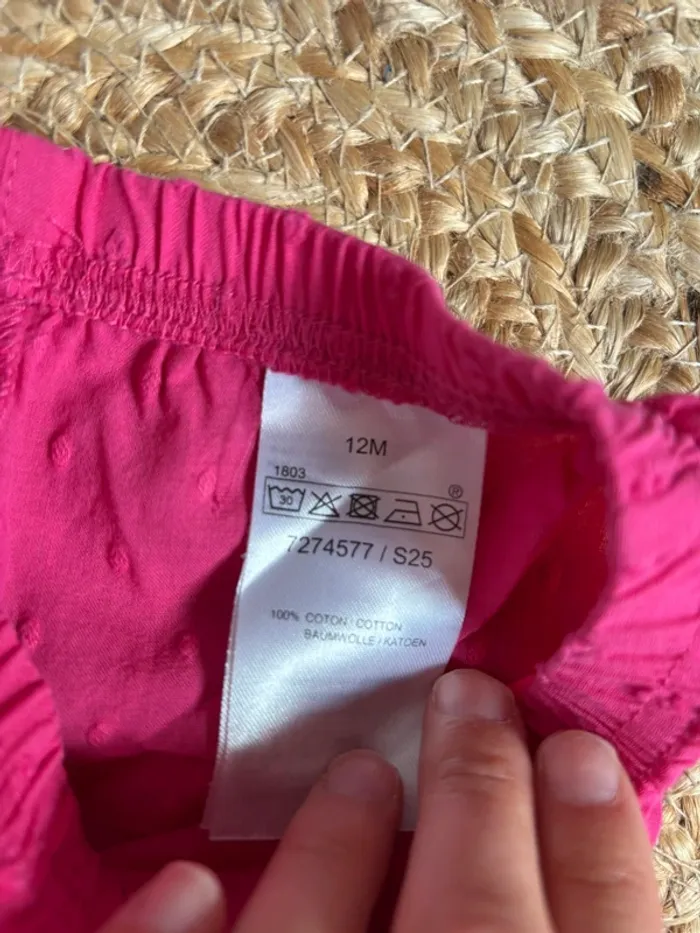 12M
1803
®
30
7274577 / S25
100% COTON / COTTON
BAUMWOLLE / KATOEN